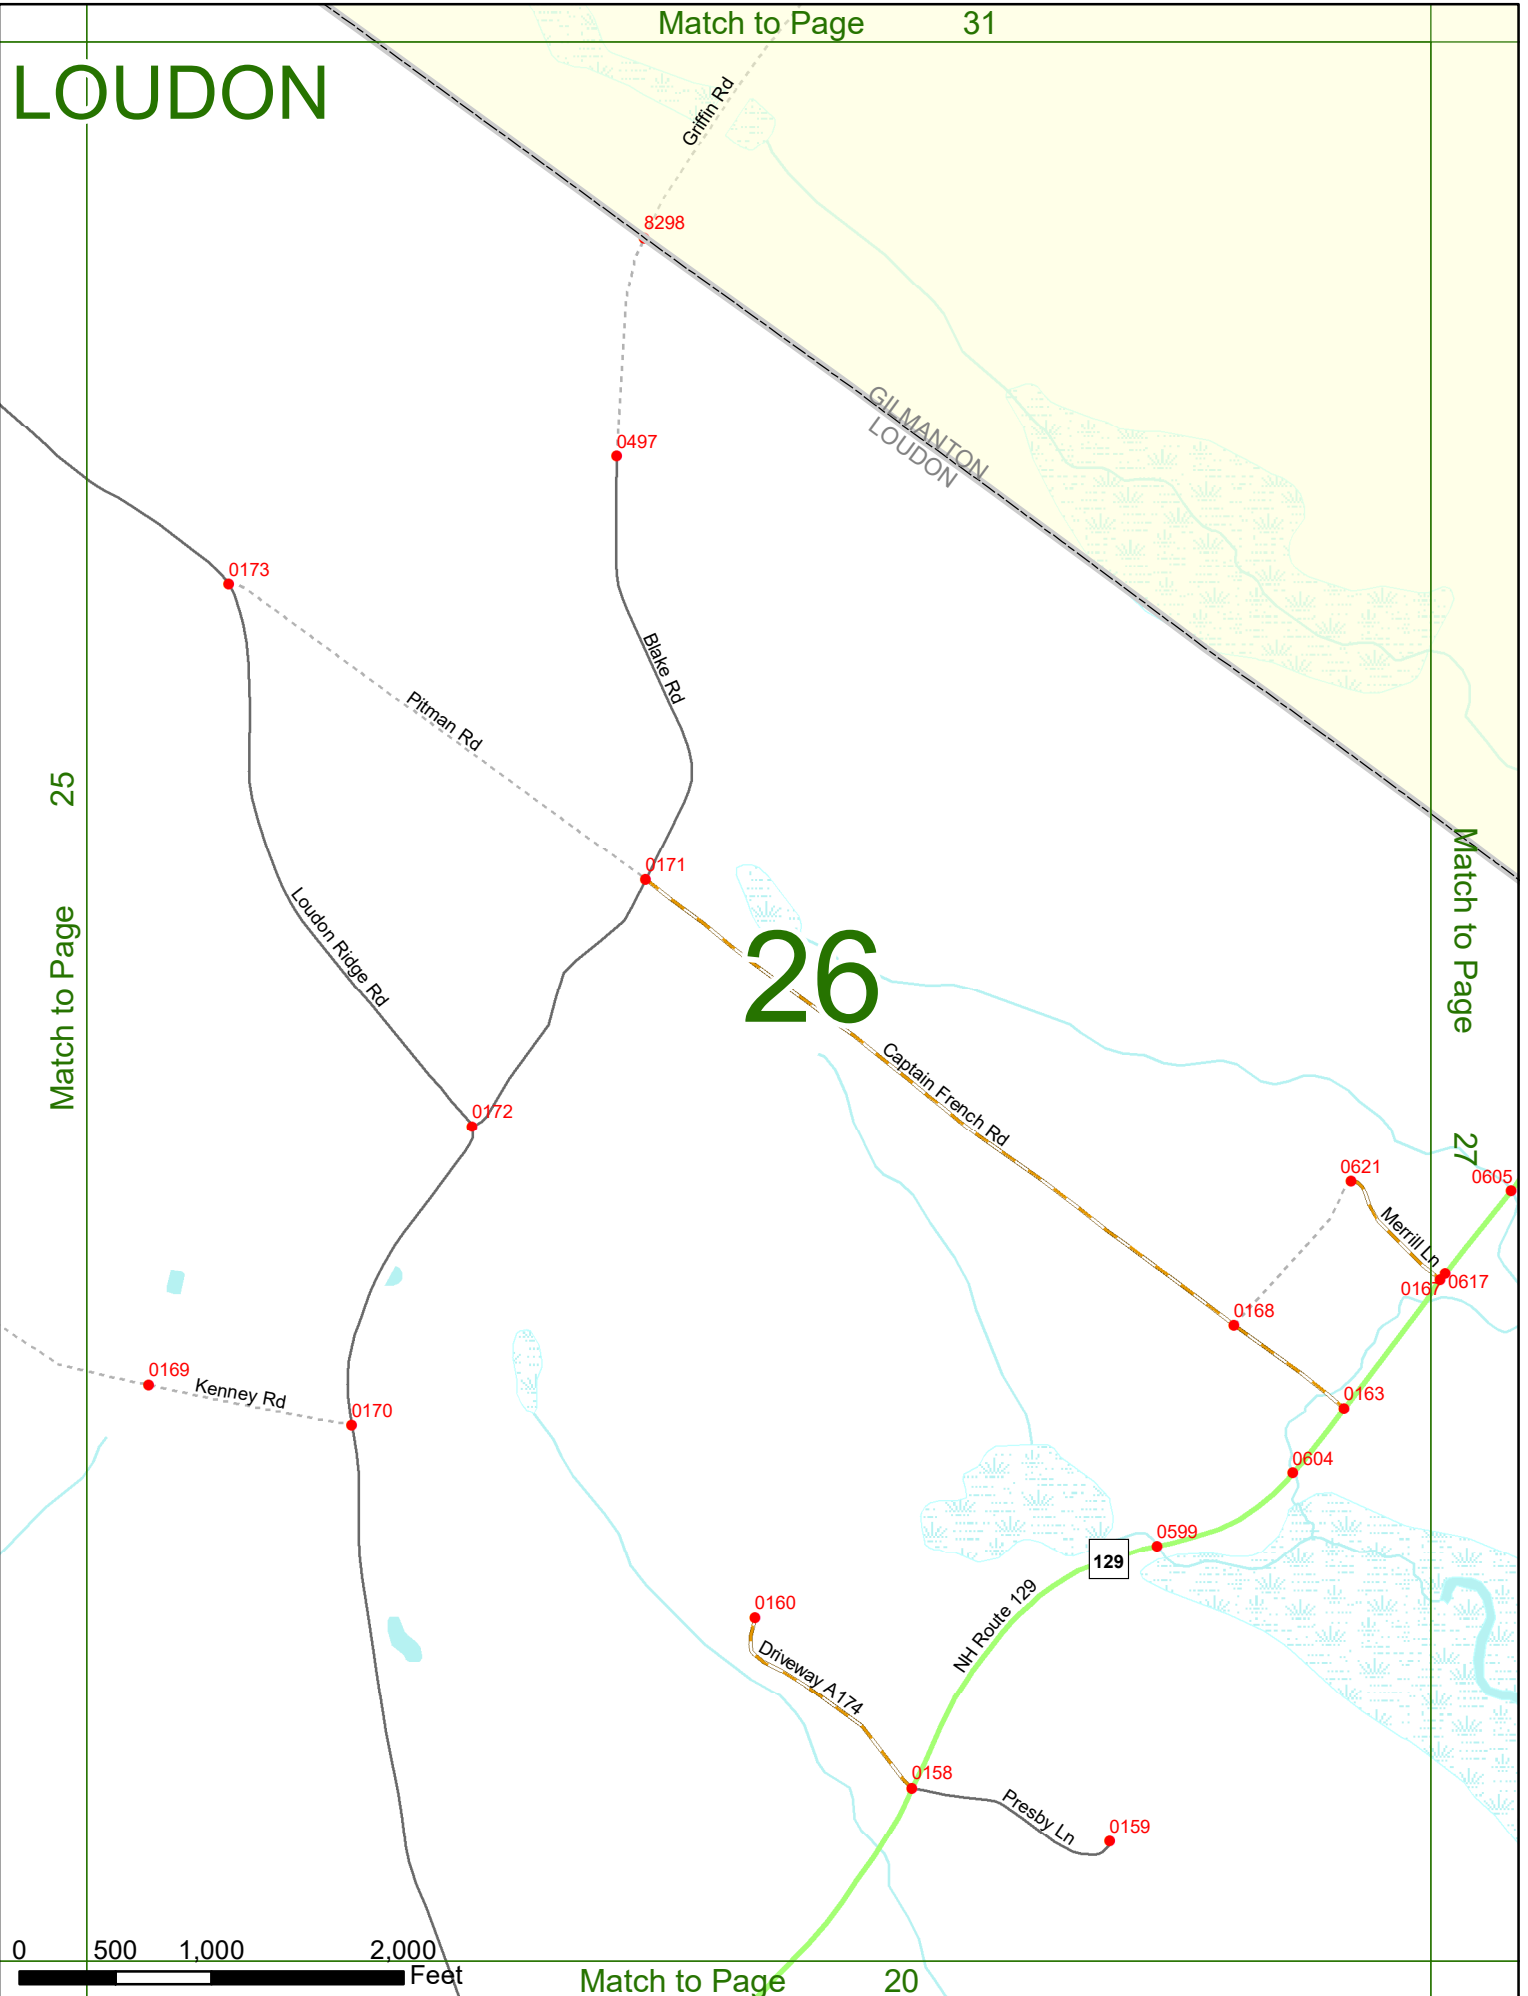 Match to Page 31
LOUDON
Griffin Rd
8298
GILMANTON
LOUDON
0497
0173
Blake Rd
Pitman Rd
25
Match to Page
Match to Page
27
0171
Loudon Ridge Rd
26
Captain French Rd
0172
0621
0605
Merrill Ln
0167
0617
0168
0169
Kenney Rd
0170
0163
0604
0599
129
NH Route 129
0160
Driveway A174
0158
Presby Ln
0159
0 500 1,000 2,000
Feet
Match to Page 20